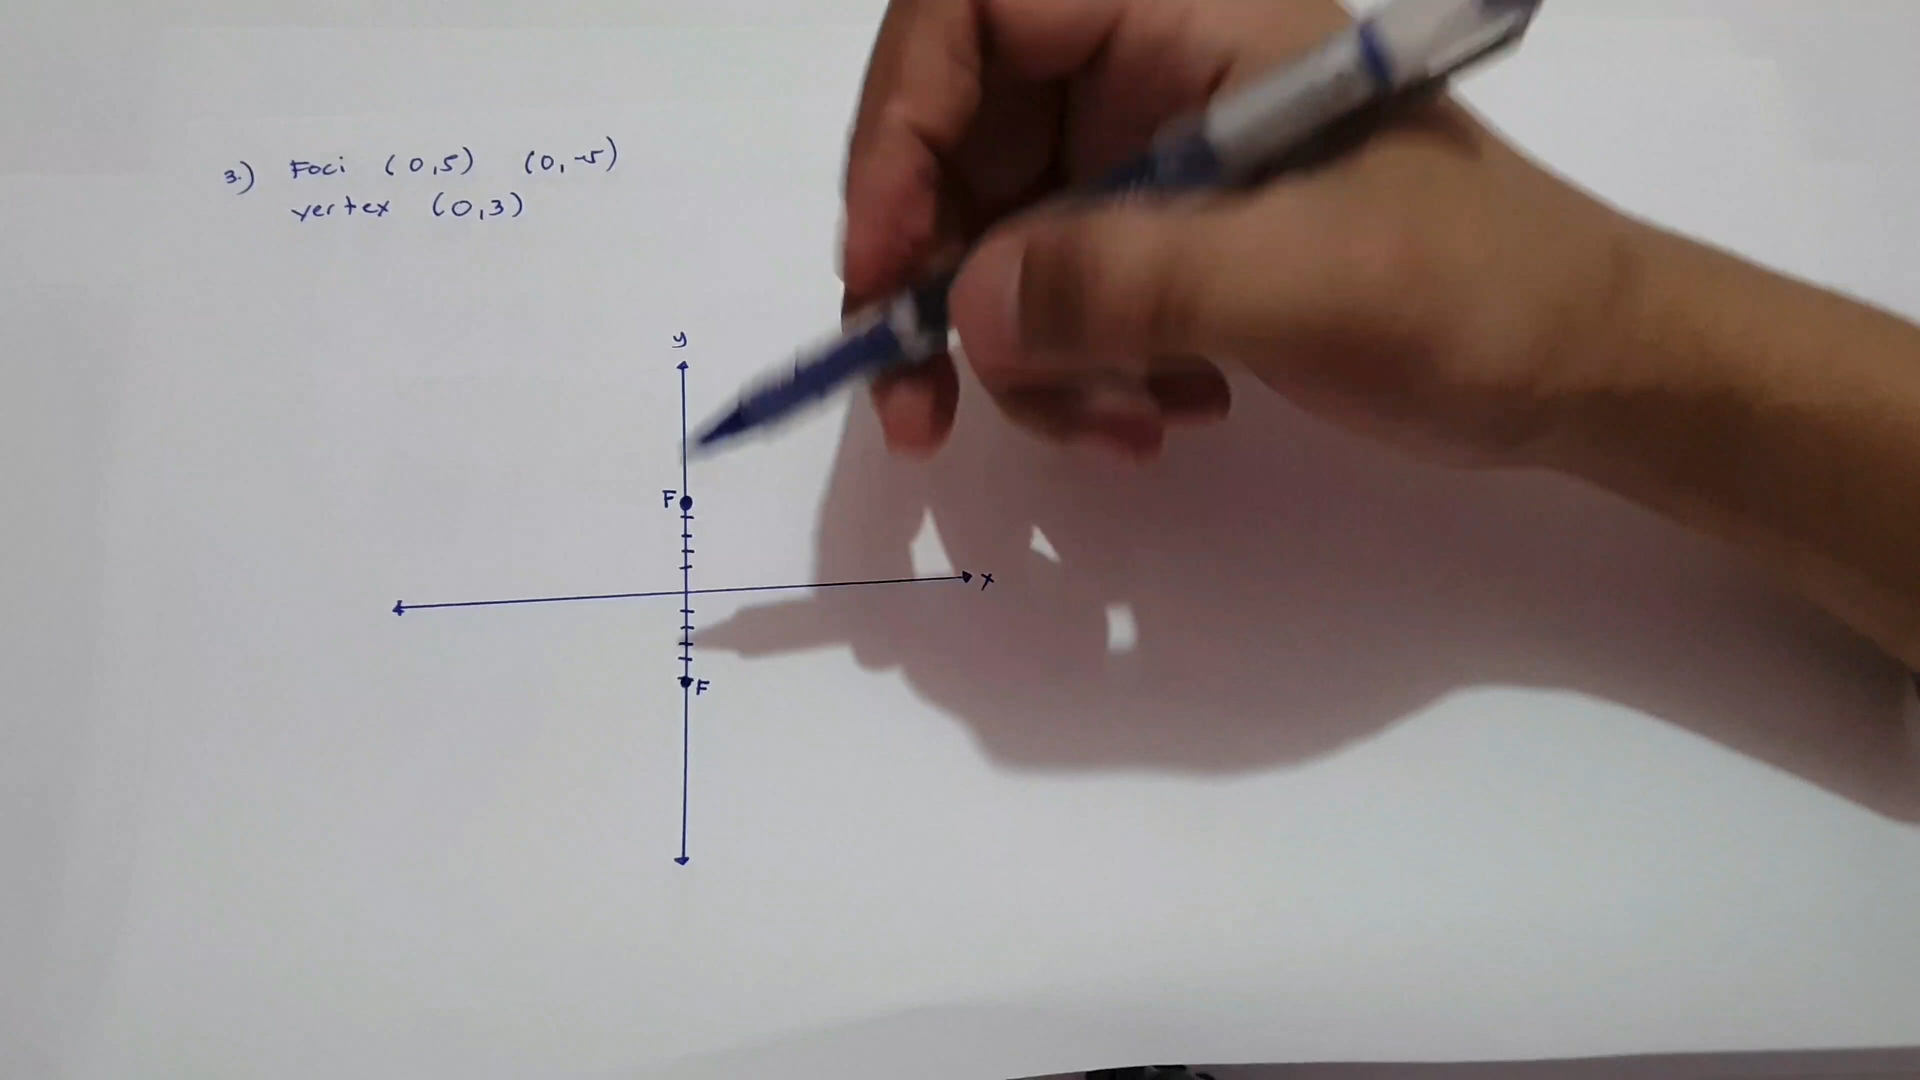 3.) Foci (0,5) (0,-5)
vertex (0,3)
y
F
x
F